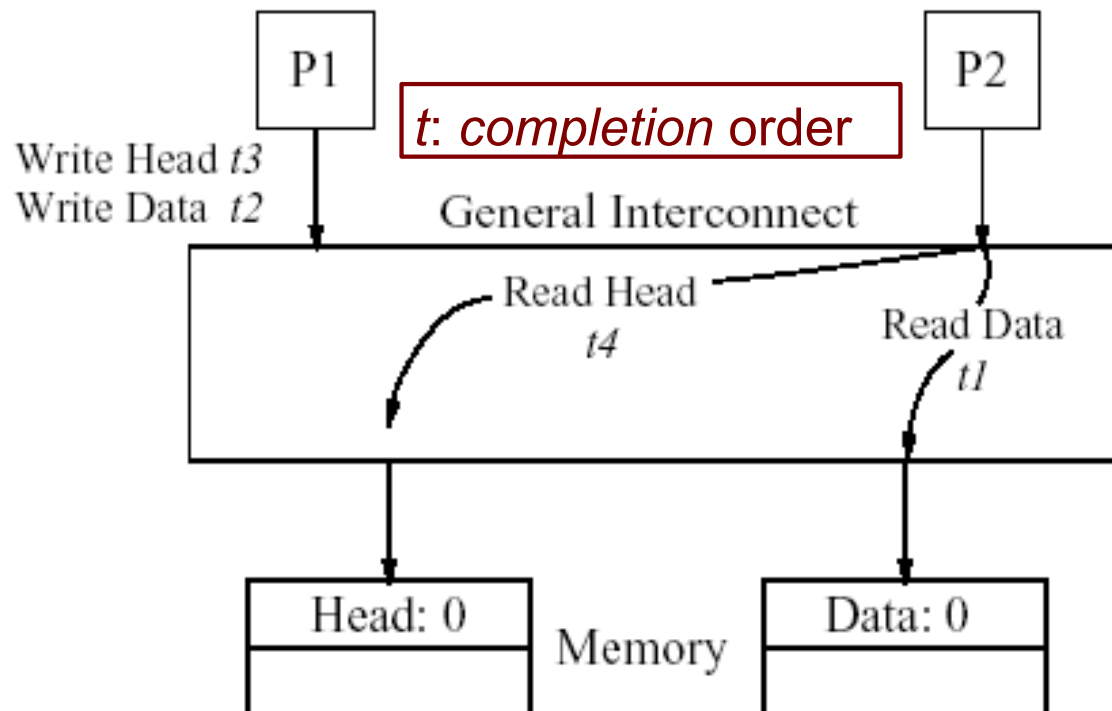 P1
P2
t: completion order
Write Head t3
Write Data t2
General Interconnect
Read Head
t4
Read Data
t1
Head: 0
Memory
Data: 0